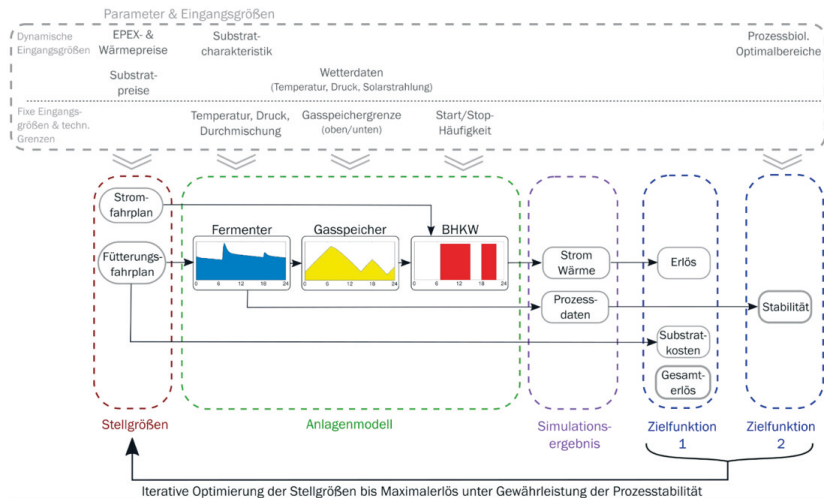 Parameter & Eingangsgrößen
Dynamische
Eingangsgrößen
EPEX- &
Wärmepreise
Substrat-
charakteristik
Prozessbiol.
Optimalbereiche
Substrat-
preise
Wetterdaten
(Temperatur, Druck, Solarstrahlung)
Fixe Eingangs-
größen & techn.
Grenzen
Temperatur, Druck,
Durchmischung
Gasspeichergrenze
(oben/unten)
Start/Stop-
Häufigkeit
Strom-
fahrplan
Fütterungs-
fahrplan
Fermenter
0 6 12 18 24
Gasspeicher
0 6 12 18 24
BHKW
0 6 12 18 24
Strom
Wärme
Prozess-
daten
Erlös
Substrat-
kosten
Gesamt-
erlös
Stabilität
Stellgrößen
Anlagenmodell
Simulations-
ergebnis
Zielfunktion
1
Zielfunktion
2
Iterative Optimierung der Stellgrößen bis Maximalerlös unter Gewährleistung der Prozesstabilität